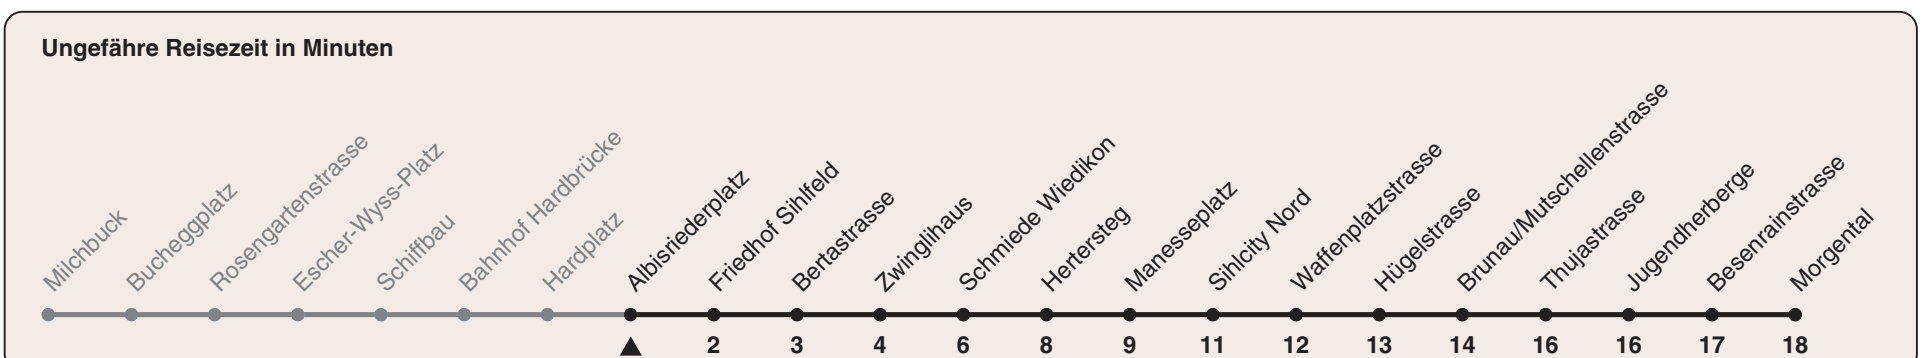 Ungefähre Reisezeit in Minuten
Milchbuck
Bucheggplatz
Rosengartenstrasse
Escher-Wyss-Platz
Schiffbau
Bahnhof Hardbrücke
Hardplatz
Albisriederplatz
Friedhof Sihlfeld
Bertastrasse
Zwinglihaus
Schmiede Wiedikon
Hertersteg
Manesseplatz
Sihlcity Nord
Waffenplatzstrasse
Hügelstrasse
Brunau/Mutschellenstrasse
Thujastrasse
Jugendherberge
Besenrainstrasse
Morgental
2 3 4 6 8 9 11 12 13 14 16 16 17 18